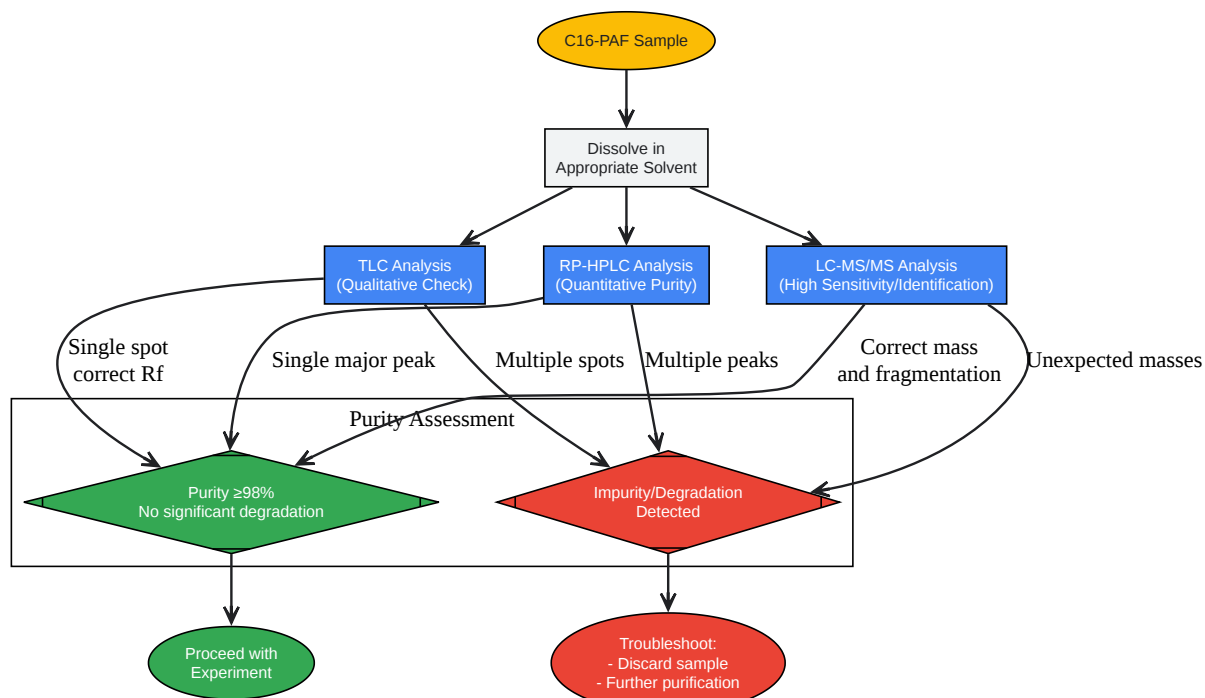 C16-PAF Sample
Dissolve in
Appropriate Solvent
TLC Analysis
(Qualitative Check)
RP-HPLC Analysis
(Quantitative Purity)
LC-MS/MS Analysis
(High Sensitivity/Identification)
Single spot
correct Rf
Single major peak
Multiple spots
Multiple peaks
Correct mass
and fragmentation
Unexpected masses
Purity Assessment
Purity ≥98%
No significant degradation
Impurity/Degradation
Detected
Proceed with
Experiment
Troubleshoot:
- Discard sample
- Further purification